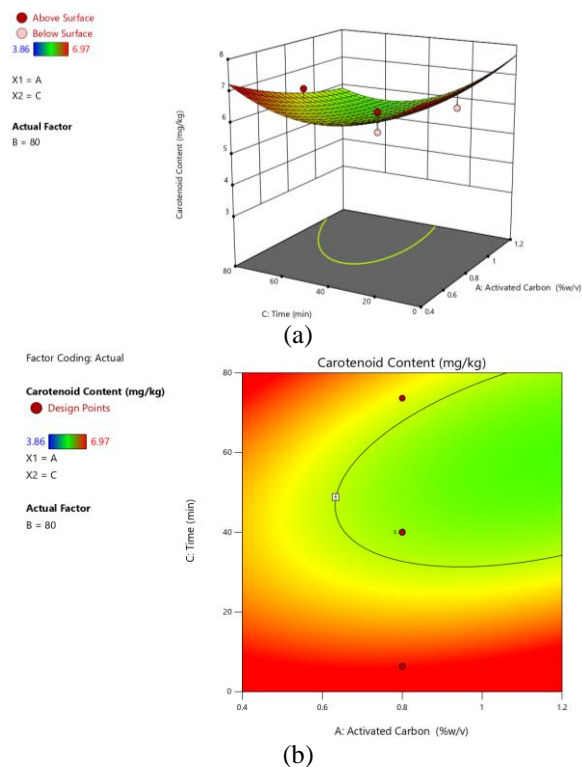 Above Surface
Below Surface
3.86 6.97
X1 = A
X2 = C
Actual Factor
B = 80
Carotenoid Content (mg/kg)
8
7
6
5
4
3
80
60
40
20
0
C: Time (min)
0.4
0.6
0.8
1
1.2
A: Activated Carbon (%w/v)
(a)
Factor Coding: Actual
Carotenoid Content (mg/kg)
Design Points
3.86 6.97
X1 = A
X2 = C
Actual Factor
B = 80
Carotenoid Content (mg/kg)
80
60
40
20
0
C: Time (min)
0.4 0.6 0.8 1 1.2
A: Activated Carbon (%w/v)
(b)